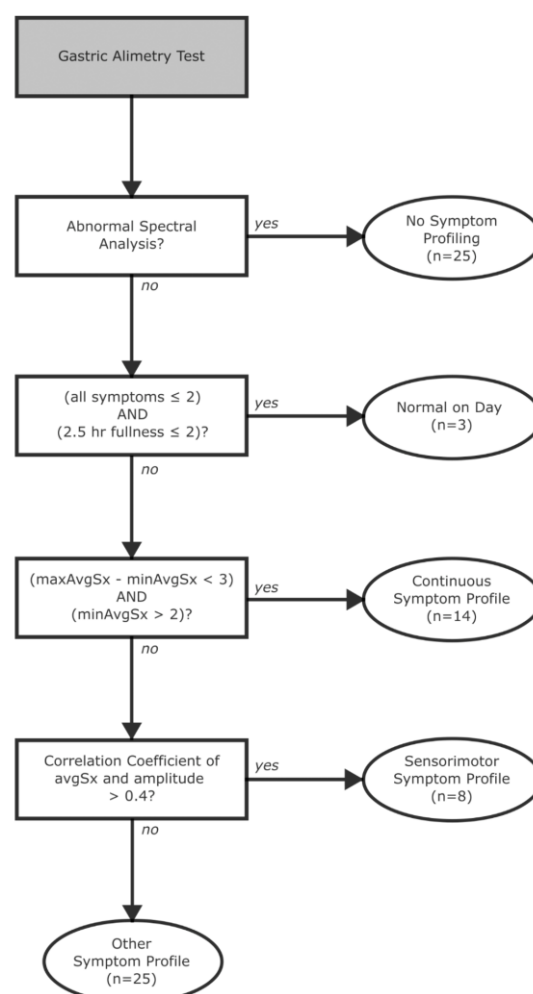 Gastric Alimetry Test
Abnormal Spectral
Analysis?
yes
No Symptom
Profiling
(n=25)
no
(all symptoms ≤ 2)
AND
(2.5 hr fullness ≤ 2)?
yes
Normal on Day
(n=3)
no
(maxAvgSx - minAvgSx < 3)
AND
(minAvgSx > 2)?
yes
Continuous
Symptom Profile
(n=14)
no
Correlation Coefficient of
avgSx and amplitude
> 0.4?
yes
Sensorimotor
Symptom Profile
(n=8)
no
Other
Symptom Profile
(n=25)